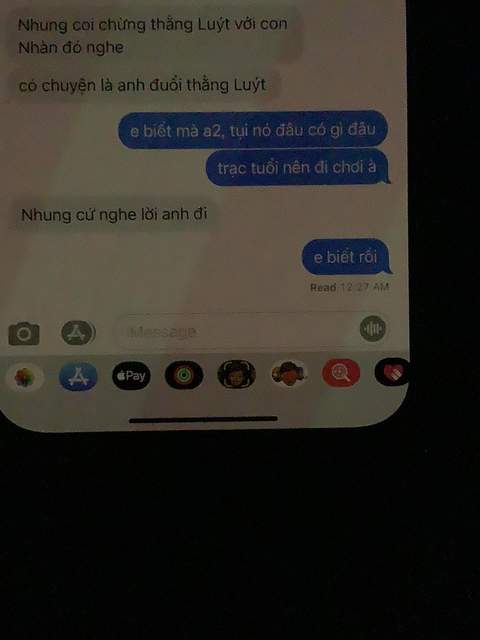 Nhung coi chừng thằng Luýt với con
Nhàn đó nghe
có chuyện là anh đuổi thằng Luýt
e biết mà a2, tụi nó đâu có gì đâu
trạc tuổi nên đi chơi à
Nhung cứ nghe lời anh đi
e biết rồi
Read 12:27 AM
iMessage
Pay